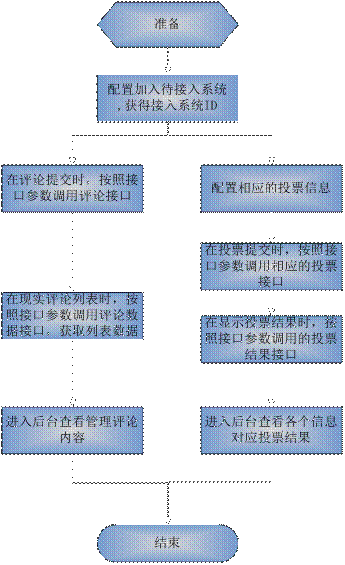 准备
配置加入待接入系统
,获得接入系统ID
在评论提交时，按照接
口参数调用评论接口
配置相应的投票信息
在投票提交时，按照接
口参数调用相应的投票
接口
在现实评论列表时，按
照接口参数调用评论数
据接口，获取列表数据
在显示投票结果时，按
照接口参数调用的投票
结果接口
进入后台查看管理评论
内容
进入后台查看各个信息
对应投票结果
结束